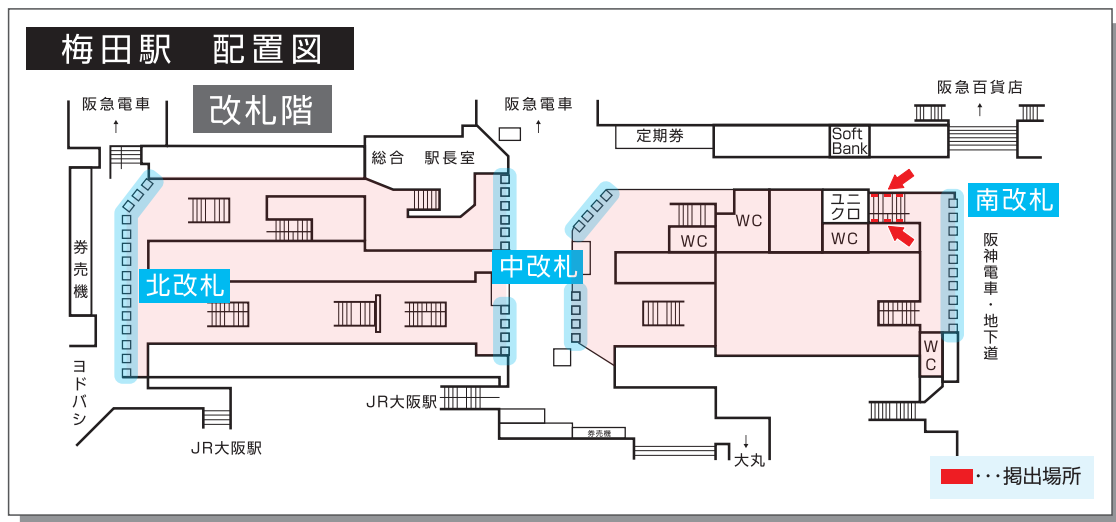 梅田駅　配置図
改札階
阪急電車
阪急電車
阪急百貨店
定期券
Soft
Bank
総合　駅長室
ユニ
クロ
WC
WC
WC
南改札
中改札
北改札
券売機
阪神電車・地下道
WC
ヨドバシ
JR大阪駅
JR大阪駅
券売機
大丸
･･･掲出場所